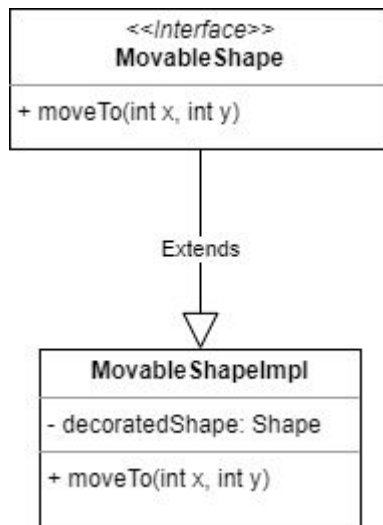 <<Interface>>
MovableShape
+ moveTo(int x, int y)
Extends
MovableShapeImpl
- decoratedShape: Shape
+ moveTo(int x, int y)